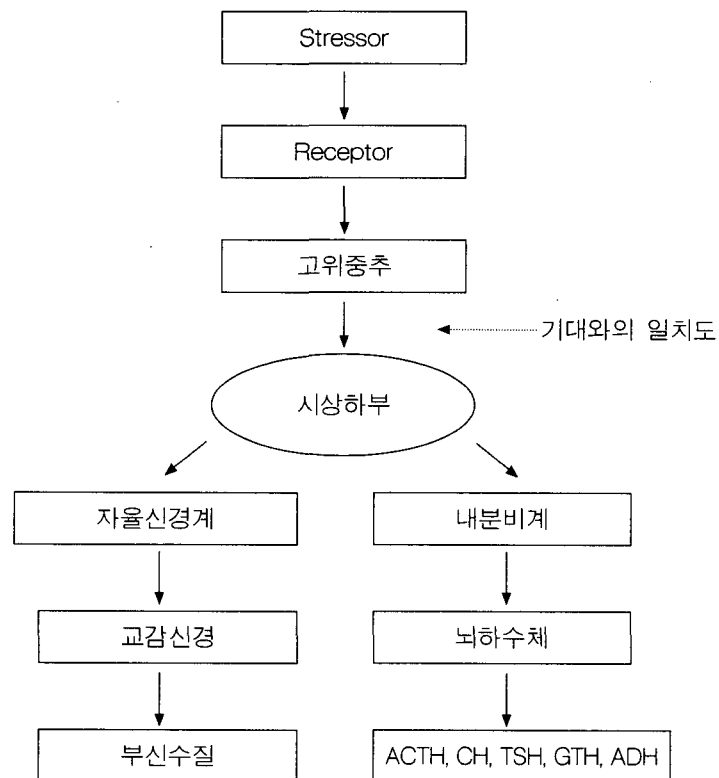 Stressor
Receptor
고위중추
기대와의 일치도
시상하부
자율신경계
내분비계
교감신경
뇌하수체
부신수질
ACTH, CH, TSH, GTH, ADH